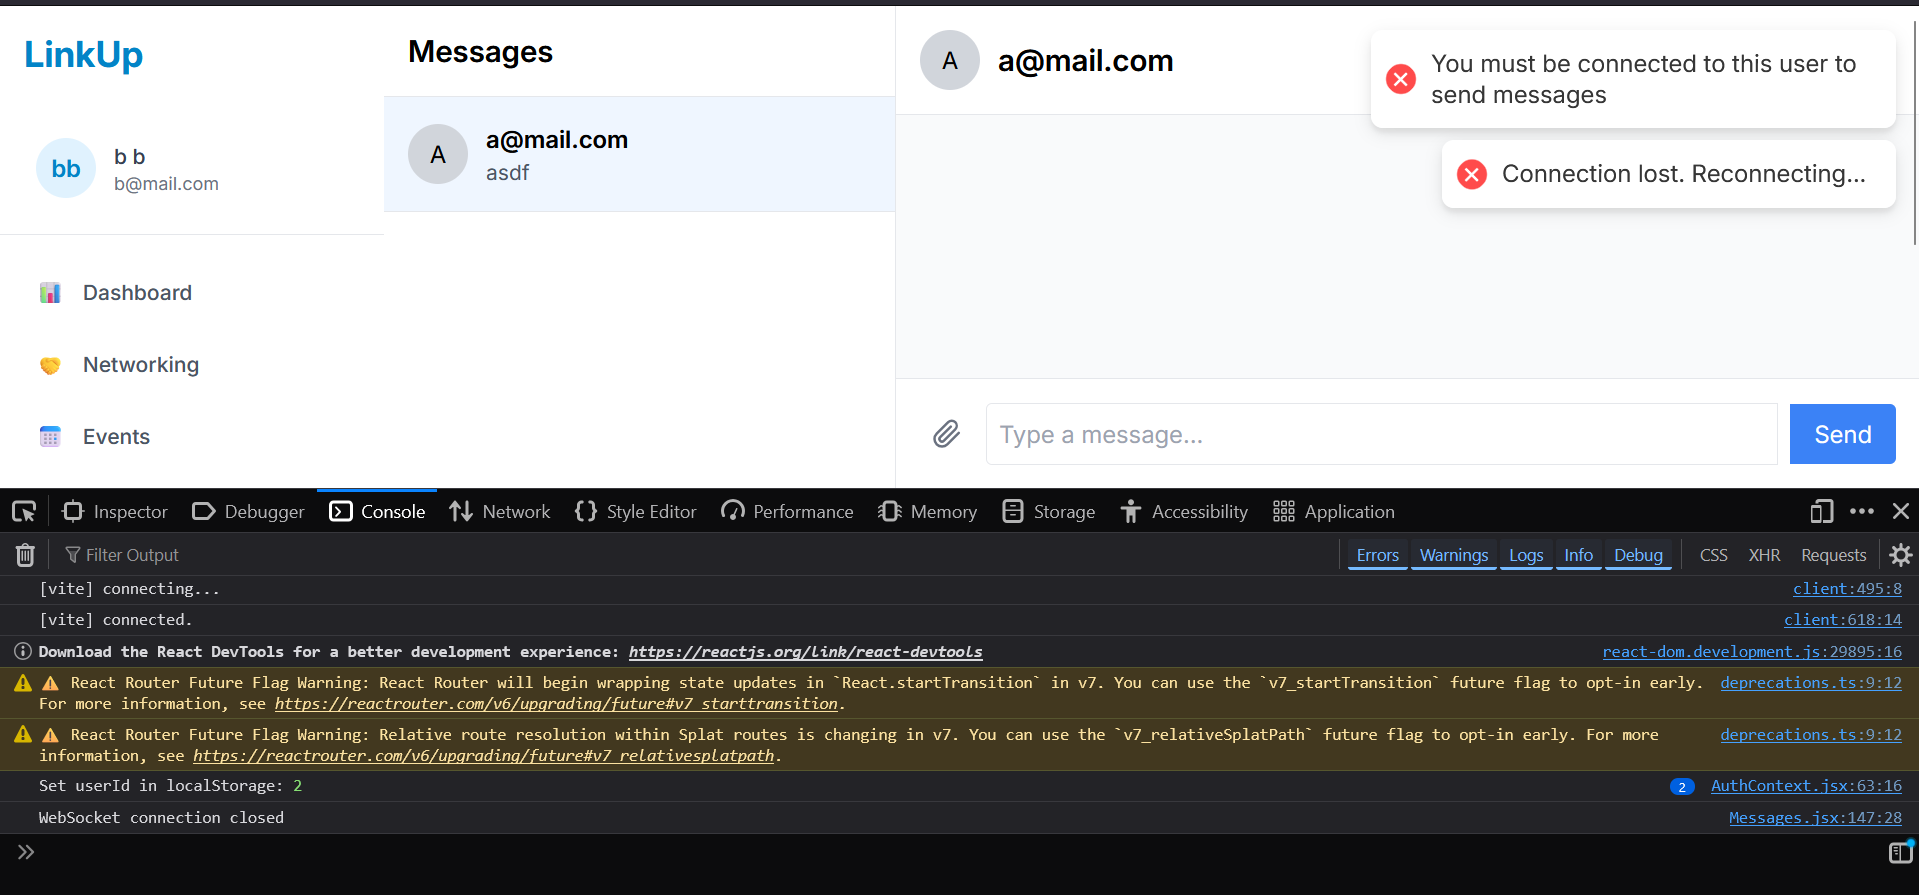 LinkUp
bb
b b
b@mail.com
Dashboard
Networking
Events
Messages
A
a@mail.com
asdf
A
a@mail.com
You must be connected to this user to
send messages
Connection lost. Reconnecting...
Type a message...
Send
Inspector
Debugger
Console
Network
Style Editor
Performance
Memory
Storage
Accessibility
Application
Filter Output
Errors
Warnings
Logs
Info
Debug
CSS
XHR
Requests
[vite] connecting... client:495:8
[vite] connected. client:618:14
Download the React DevTools for a better development experience: https://reactjs.org/link/react-devtools react-dom.development.js:29895:16
⚠ React Router Future Flag Warning: React Router will begin wrapping state updates in `React.startTransition` in v7. You can use the `v7_startTransition` future flag to opt-in early. deprecations.ts:9:12
For more information, see https://reactrouter.com/v6/upgrading/future#v7_starttransition.
⚠ React Router Future Flag Warning: Relative route resolution within Splat routes is changing in v7. You can use the `v7_relativeSplatPath` future flag to opt-in early. For more deprecations.ts:9:12
information, see https://reactrouter.com/v6/upgrading/future#v7_relativesplatpath.
Set userId in localStorage: 2 2 AuthContext.jsx:63:16
WebSocket connection closed Messages.jsx:147:28